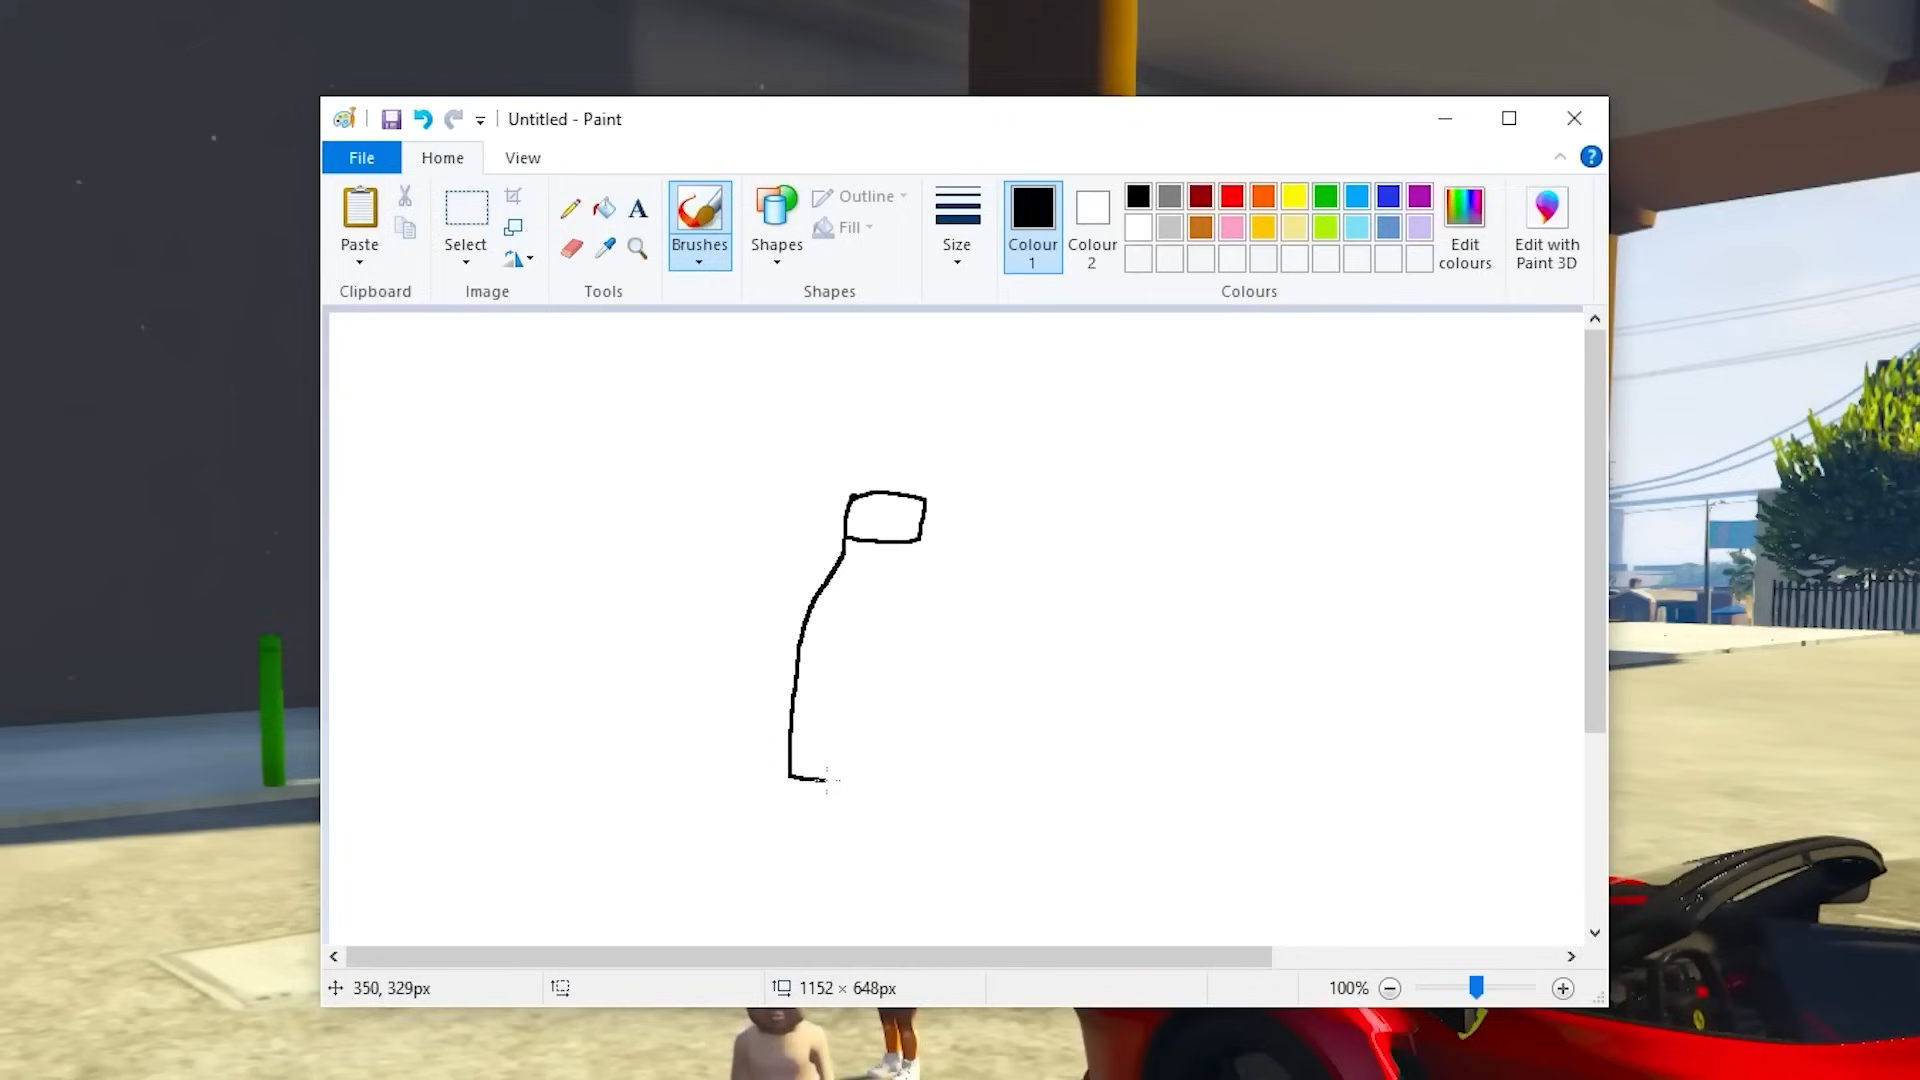 Untitled - Paint
File Home View
Outline
Fill
Paste Select Brushes Shapes Size Colour 1 Colour 2 Edit colours Edit with Paint 3D
Clipboard Image Tools Shapes Colours
350, 329px 1152 × 648px 100%